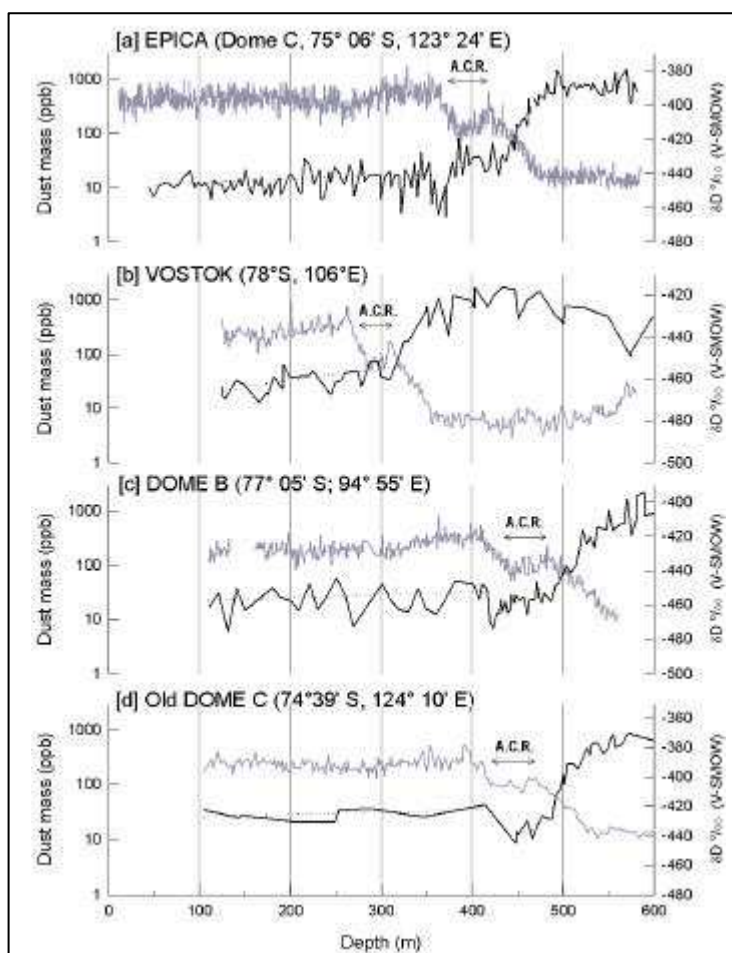 [a] EPICA (Dome C, 75° 06' S, 123° 24' E)
A.C.R.
Dust mass (ppb)
1000
100
10
1
-380
-400
-420
-440
-460
-480
δD ‰ (V-SMOW)
[b] VOSTOK (78°S, 106°E)
A.C.R.
Dust mass (ppb)
1000
100
10
1
-420
-440
-460
-480
-500
δD ‰ (V-SMOW)
[c] DOME B (77° 05' S; 94° 55' E)
A.C.R.
Dust mass (ppb)
1000
100
10
1
-400
-420
-440
-460
-480
-500
δD ‰ (V-SMOW)
[d] Old DOME C (74°39' S, 124° 10' E)
A.C.R.
Dust mass (ppb)
1000
100
10
1
-360
-380
-400
-420
-440
-460
-480
δD ‰ (V-SMOW)
0 100 200 300 400 500 600
Depth (m)